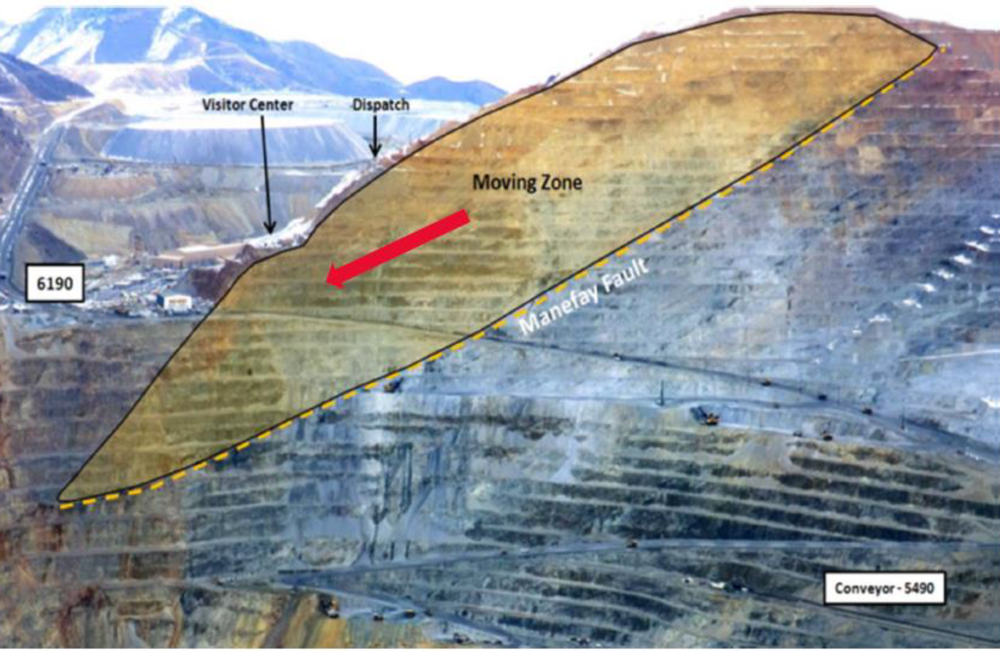 Visitor Center
Dispatch
Moving Zone
6190
Manefay Fault
Conveyor - 5490